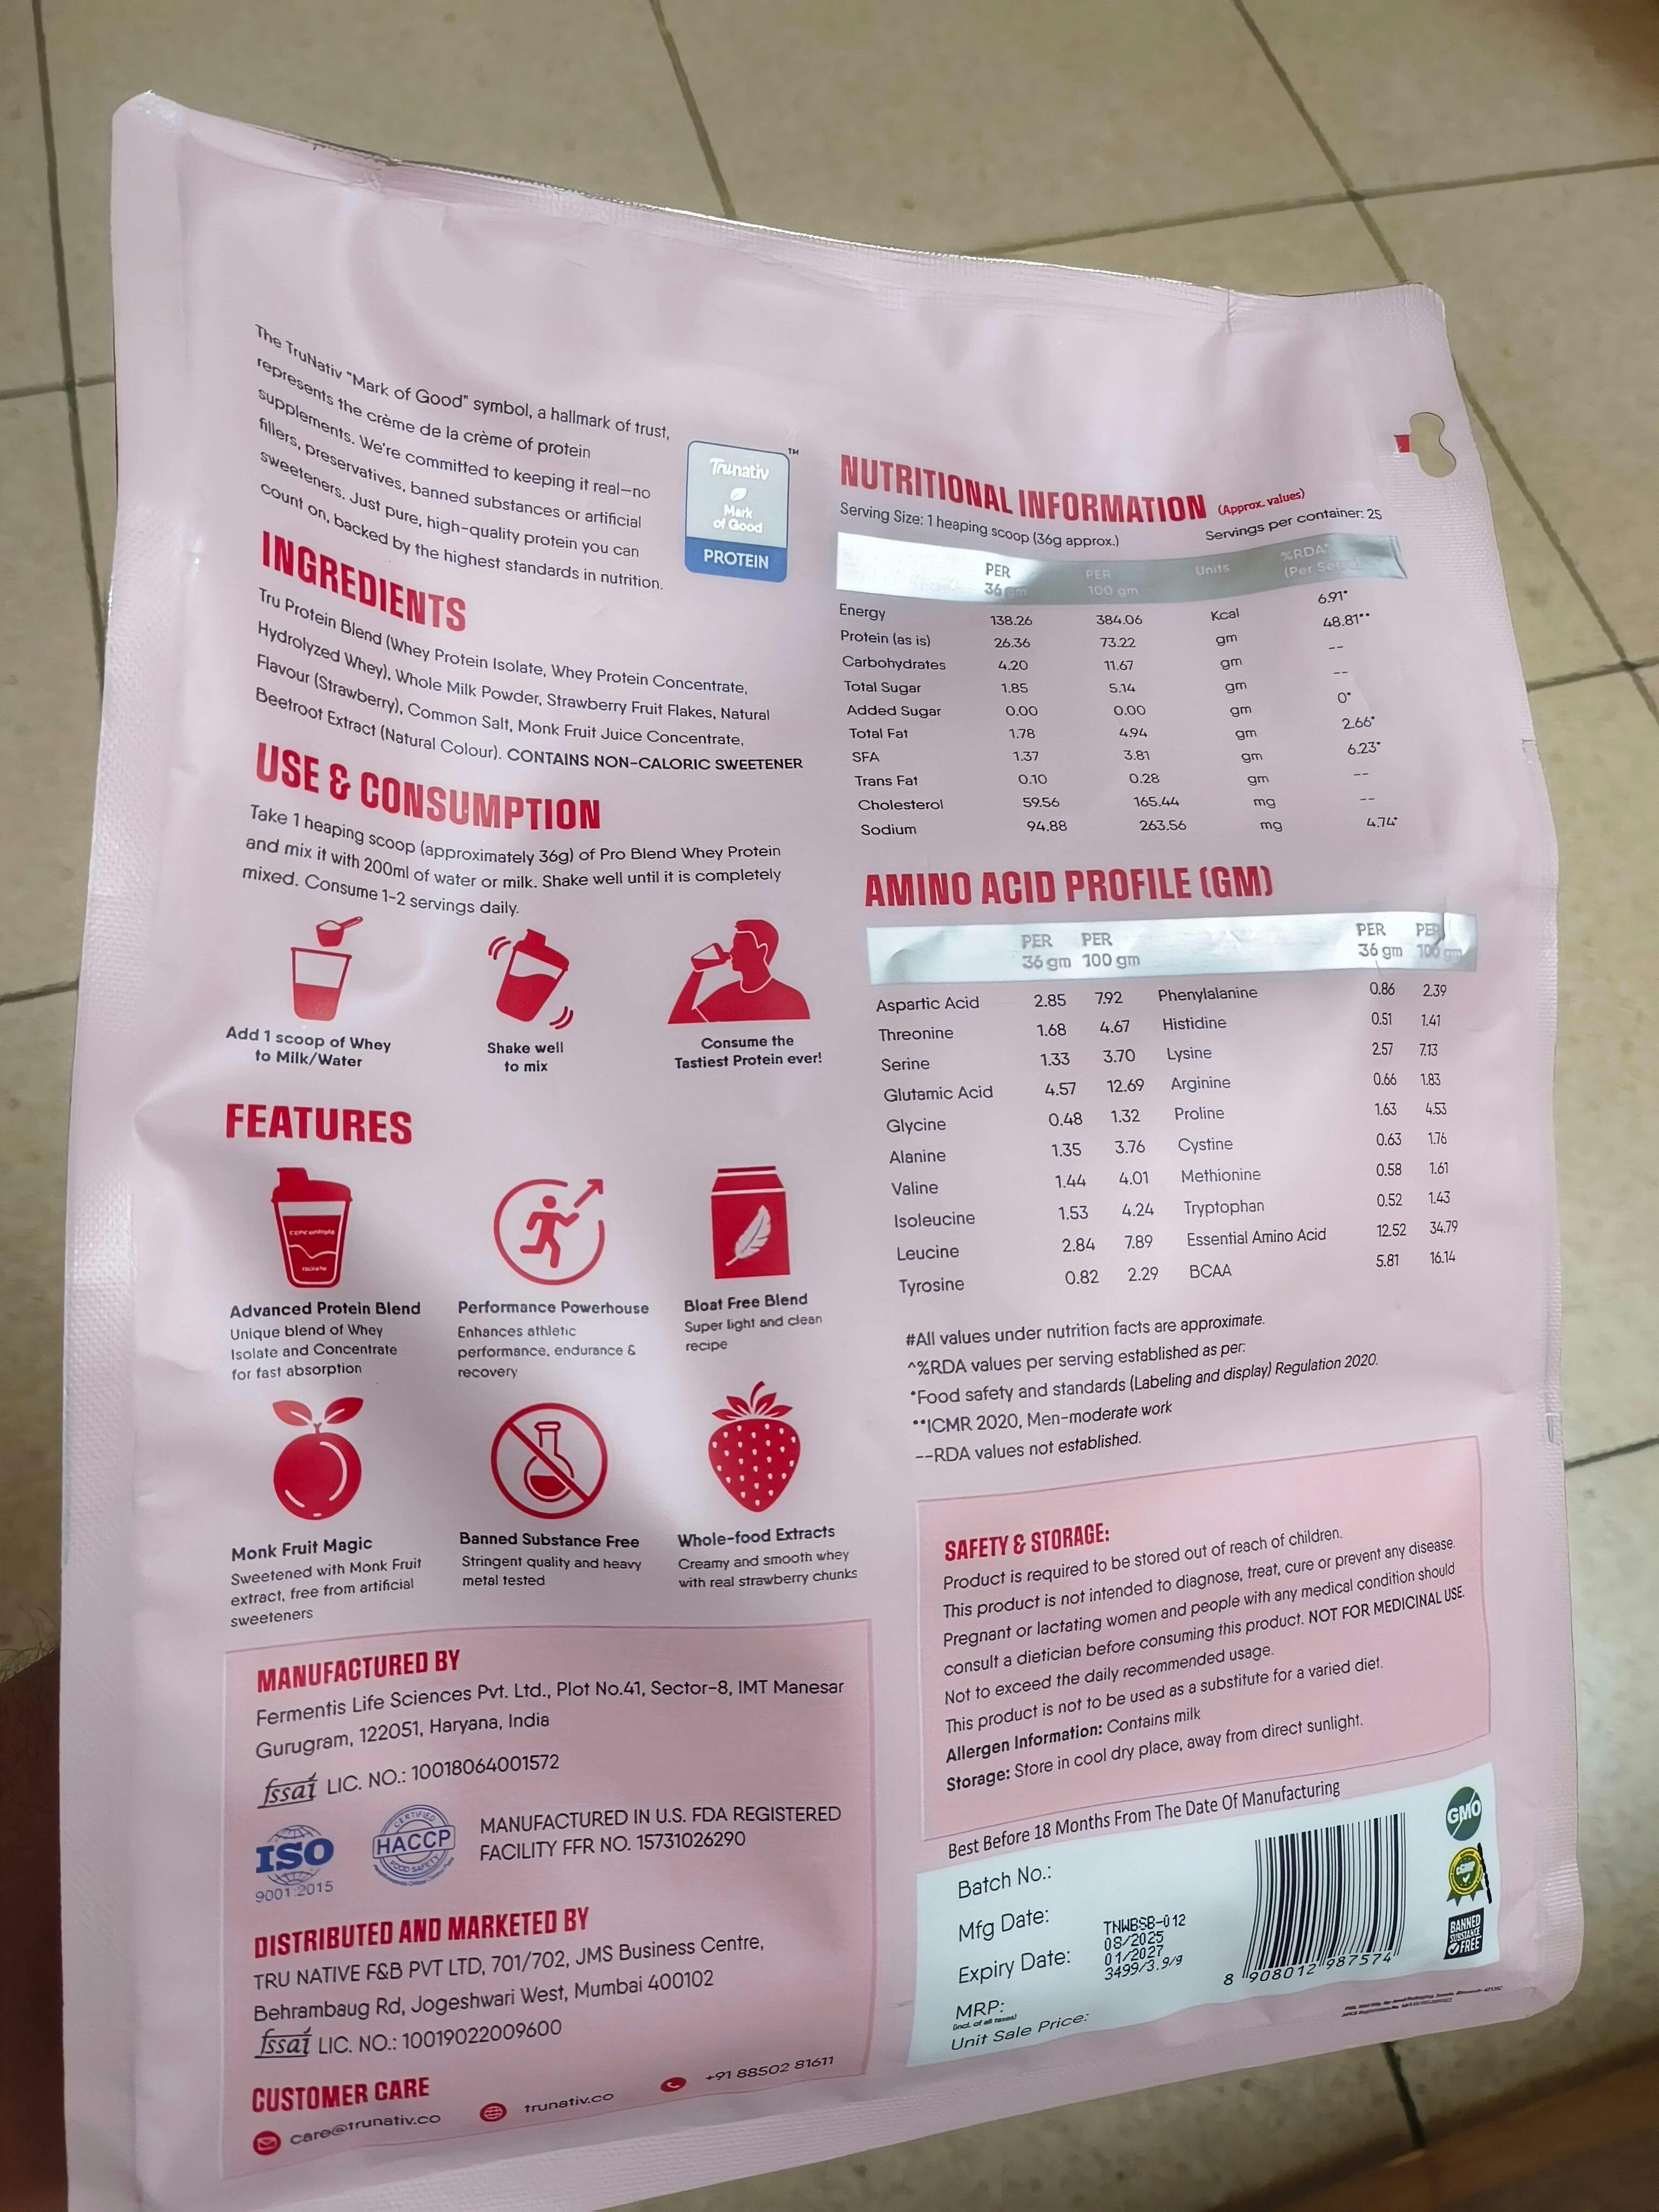 The TruNativ "Mark of Good" symbol, a hallmark of trust,
represents the crème de la crème of protein
supplements. We're committed to keeping it real—no
fillers, preservatives, banned substances or artificial
sweeteners. Just pure, high-quality protein you can
count on, backed by the highest standards in nutrition.
Trunativ
Mark
of Good
PROTEIN
TM
INGREDIENTS
Tru Protein Blend (Whey Protein Isolate, Whey Protein Concentrate,
Hydrolyzed Whey), Whole Milk Powder, Strawberry Fruit Flakes, Natural
Flavour (Strawberry), Common Salt, Monk Fruit Juice Concentrate,
Beetroot Extract (Natural Colour). CONTAINS NON-CALORIC SWEETENER
USE & CONSUMPTION
Take 1 heaping scoop (approximately 36g) of Pro Blend Whey Protein
and mix it with 200ml of water or milk. Shake well until it is completely
mixed. Consume 1-2 servings daily.
Add 1 scoop of Whey
to Milk/Water
Shake well
to mix
Consume the
Tastiest Protein ever!
FEATURES
Advanced Protein Blend
Unique blend of Whey
Isolate and Concentrate
for fast absorption
Performance Powerhouse
Enhances athletic
performance, endurance &
recovery
Bloat Free Blend
Super light and clean
recipe
Monk Fruit Magic
Sweetened with Monk Fruit
extract, free from artificial
sweeteners
Banned Substance Free
Stringent quality and heavy
metal tested
Whole-food Extracts
Creamy and smooth whey
with real strawberry chunks
MANUFACTURED BY
Fermentis Life Sciences Pvt. Ltd., Plot No.41, Sector-8, IMT Manesar
Gurugram, 122051, Haryana, India
fssai LIC. NO.: 10018064001572
ISO
9001:2015
CERTIFIED
HACCP
FOOD SAFETY
MANUFACTURED IN U.S. FDA REGISTERED
FACILITY FFR NO. 15731026290
DISTRIBUTED AND MARKETED BY
TRU NATIVE F&B PVT LTD, 701/702, JMS Business Centre,
Behrambaug Rd, Jogeshwari West, Mumbai 400102
fssai LIC. NO.: 10019022009600
CUSTOMER CARE
care@trunativ.co
trunativ.co
+91 88502 81611
NUTRITIONAL INFORMATION (Approx. values)
Serving Size: 1 heaping scoop (36g approx.) Servings per container: 25
PER 36 gm PER 100 gm Units %RDA^ (Per
Energy 138.26 384.06 Kcal 6.91*
Protein (as is) 26.36 73.22 gm 48.81**
Carbohydrates 4.20 11.67 gm --
Total Sugar 1.85 5.14 gm --
Added Sugar 0.00 0.00 gm 0*
Total Fat 1.78 4.94 gm 2.66*
SFA 1.37 3.81 gm 6.23*
Trans Fat 0.10 0.28 gm --
Cholesterol 59.56 165.44 mg --
Sodium 94.88 263.56 mg 4.74*
AMINO ACID PROFILE (GM)
PER 36 gm PER 100 gm PER 36 gm PER 100 gm
Aspartic Acid 2.85 7.92 Phenylalanine 0.86 2.39
Threonine 1.68 4.67 Histidine 0.51 1.41
Serine 1.33 3.70 Lysine 2.57 7.13
Glutamic Acid 4.57 12.69 Arginine 0.66 1.83
Glycine 0.48 1.32 Proline 1.63 4.53
Alanine 1.35 3.76 Cystine 0.63 1.76
Valine 1.44 4.01 Methionine 0.58 1.61
Isoleucine 1.53 4.24 Tryptophan 0.52 1.43
Leucine 2.84 7.89 Essential Amino Acid 12.52 34.79
Tyrosine 0.82 2.29 BCAA 5.81 16.14
#All values under nutrition facts are approximate.
^%RDA values per serving established as per:
*Food safety and standards (Labeling and display) Regulation 2020.
**ICMR 2020, Men-moderate work
--RDA values not established.
SAFETY & STORAGE:
Product is required to be stored out of reach of children.
This product is not intended to diagnose, treat, cure or prevent any disease.
Pregnant or lactating women and people with any medical condition should
consult a dietician before consuming this product. NOT FOR MEDICINAL USE.
Not to exceed the daily recommended usage.
This product is not to be used as a substitute for a varied diet.
Allergen Information: Contains milk
Storage: Store in cool dry place, away from direct sunlight.
Best Before 18 Months From The Date Of Manufacturing
Batch No.:
Mfg Date:
Expiry Date:
MRP:
(incl. of all taxes)
Unit Sale Price:
TNWBSB-012
08/2025
01/2027
3499/3.9/g
8 908012 987574
GMO
cGMP
BANNED
SUBSTANCE
FREE